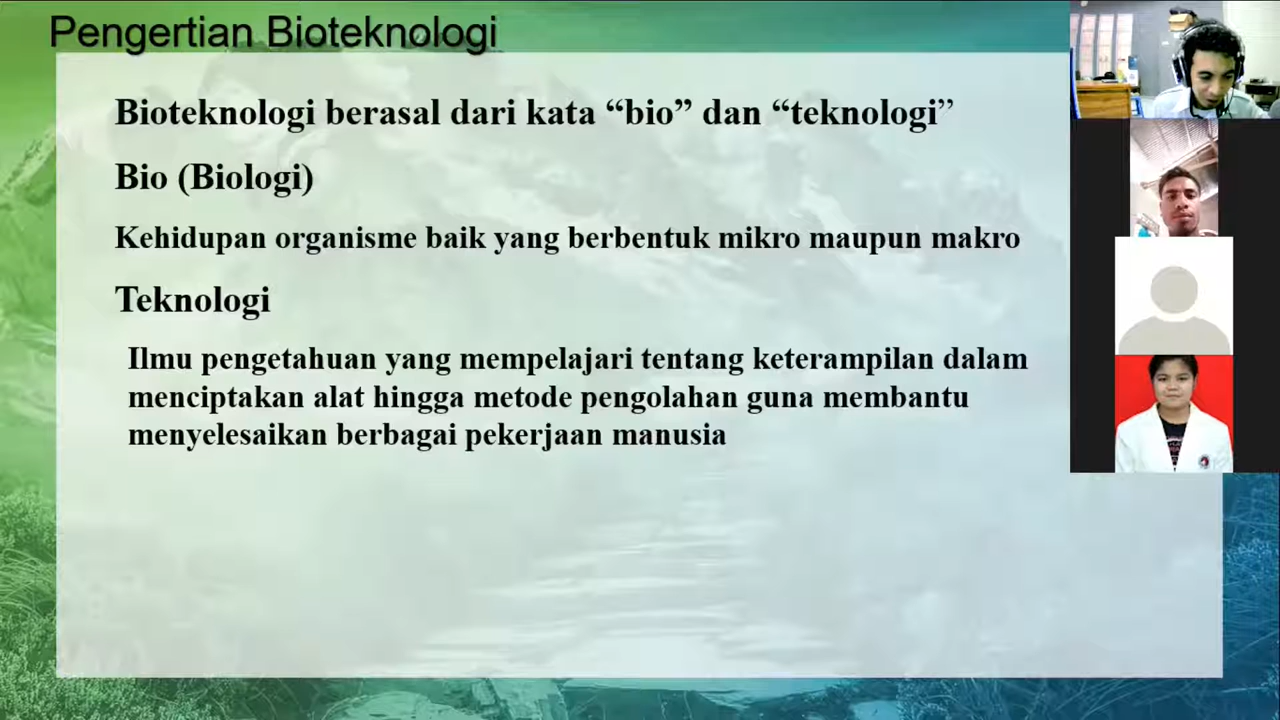 Pengertian Bioteknologi
Bioteknologi berasal dari kata “bio” dan “teknologi”
Bio (Biologi)
Kehidupan organisme baik yang berbentuk mikro maupun makro
Teknologi
Ilmu pengetahuan yang mempelajari tentang keterampilan dalam
menciptakan alat hingga metode pengolahan guna membantu
menyelesaikan berbagai pekerjaan manusia